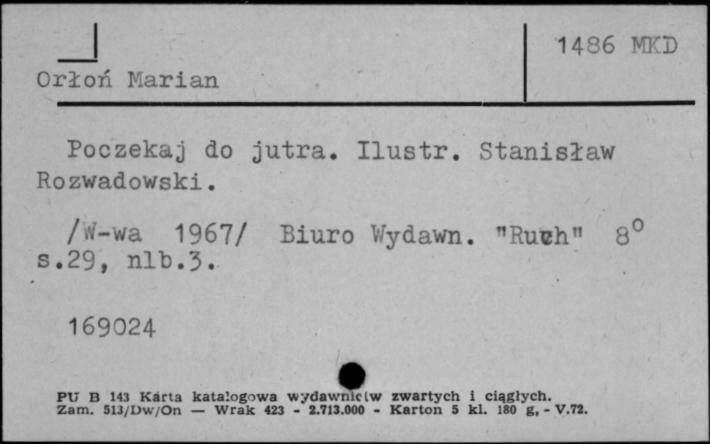 1486 MKD
Orłoń Marian
Poczekaj do jutra. Ilustr. Stanisław
Rozwadowski.
/W-wa 1967/ Biuro Wydawn. "Ruch" 8°
s.29, nlb.3.
169024
PU B 143 Karta katalogowa wydawnictw zwartych i ciągłych.
Zam. 513/Dw/On — Wrak 423 - 2.713.000 - Karton 5 kl. 180 g, - V.72.